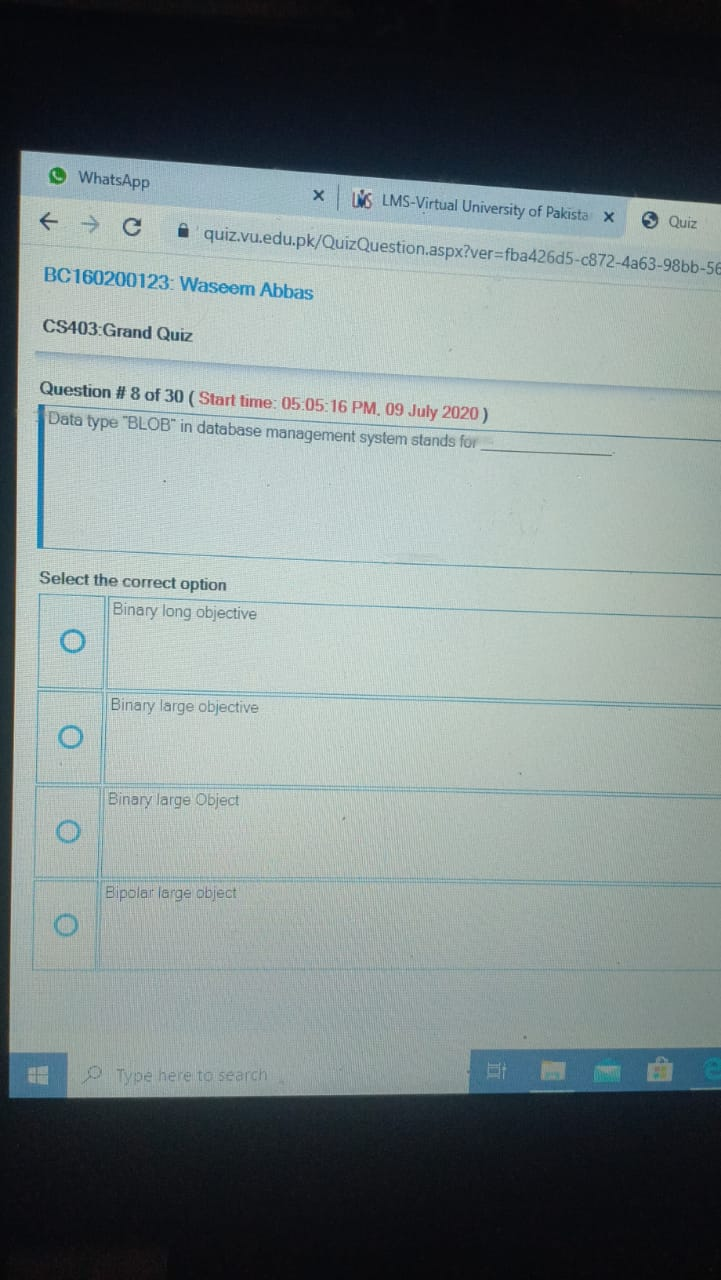 WhatsApp
LMS-Virtual University of Pakista
Quiz
quiz.vu.edu.pk/QuizQuestion.aspx?ver=fba426d5-c872-4a63-98bb-56
BC160200123: Waseem Abbas
CS403:Grand Quiz
Question # 8 of 30 ( Start time: 05:05:16 PM, 09 July 2020 )
Data type "BLOB" in database management system stands for ____________.
Select the correct option
Binary long objective
Binary large objective
Binary large Object
Bipolar large object
Type here to search